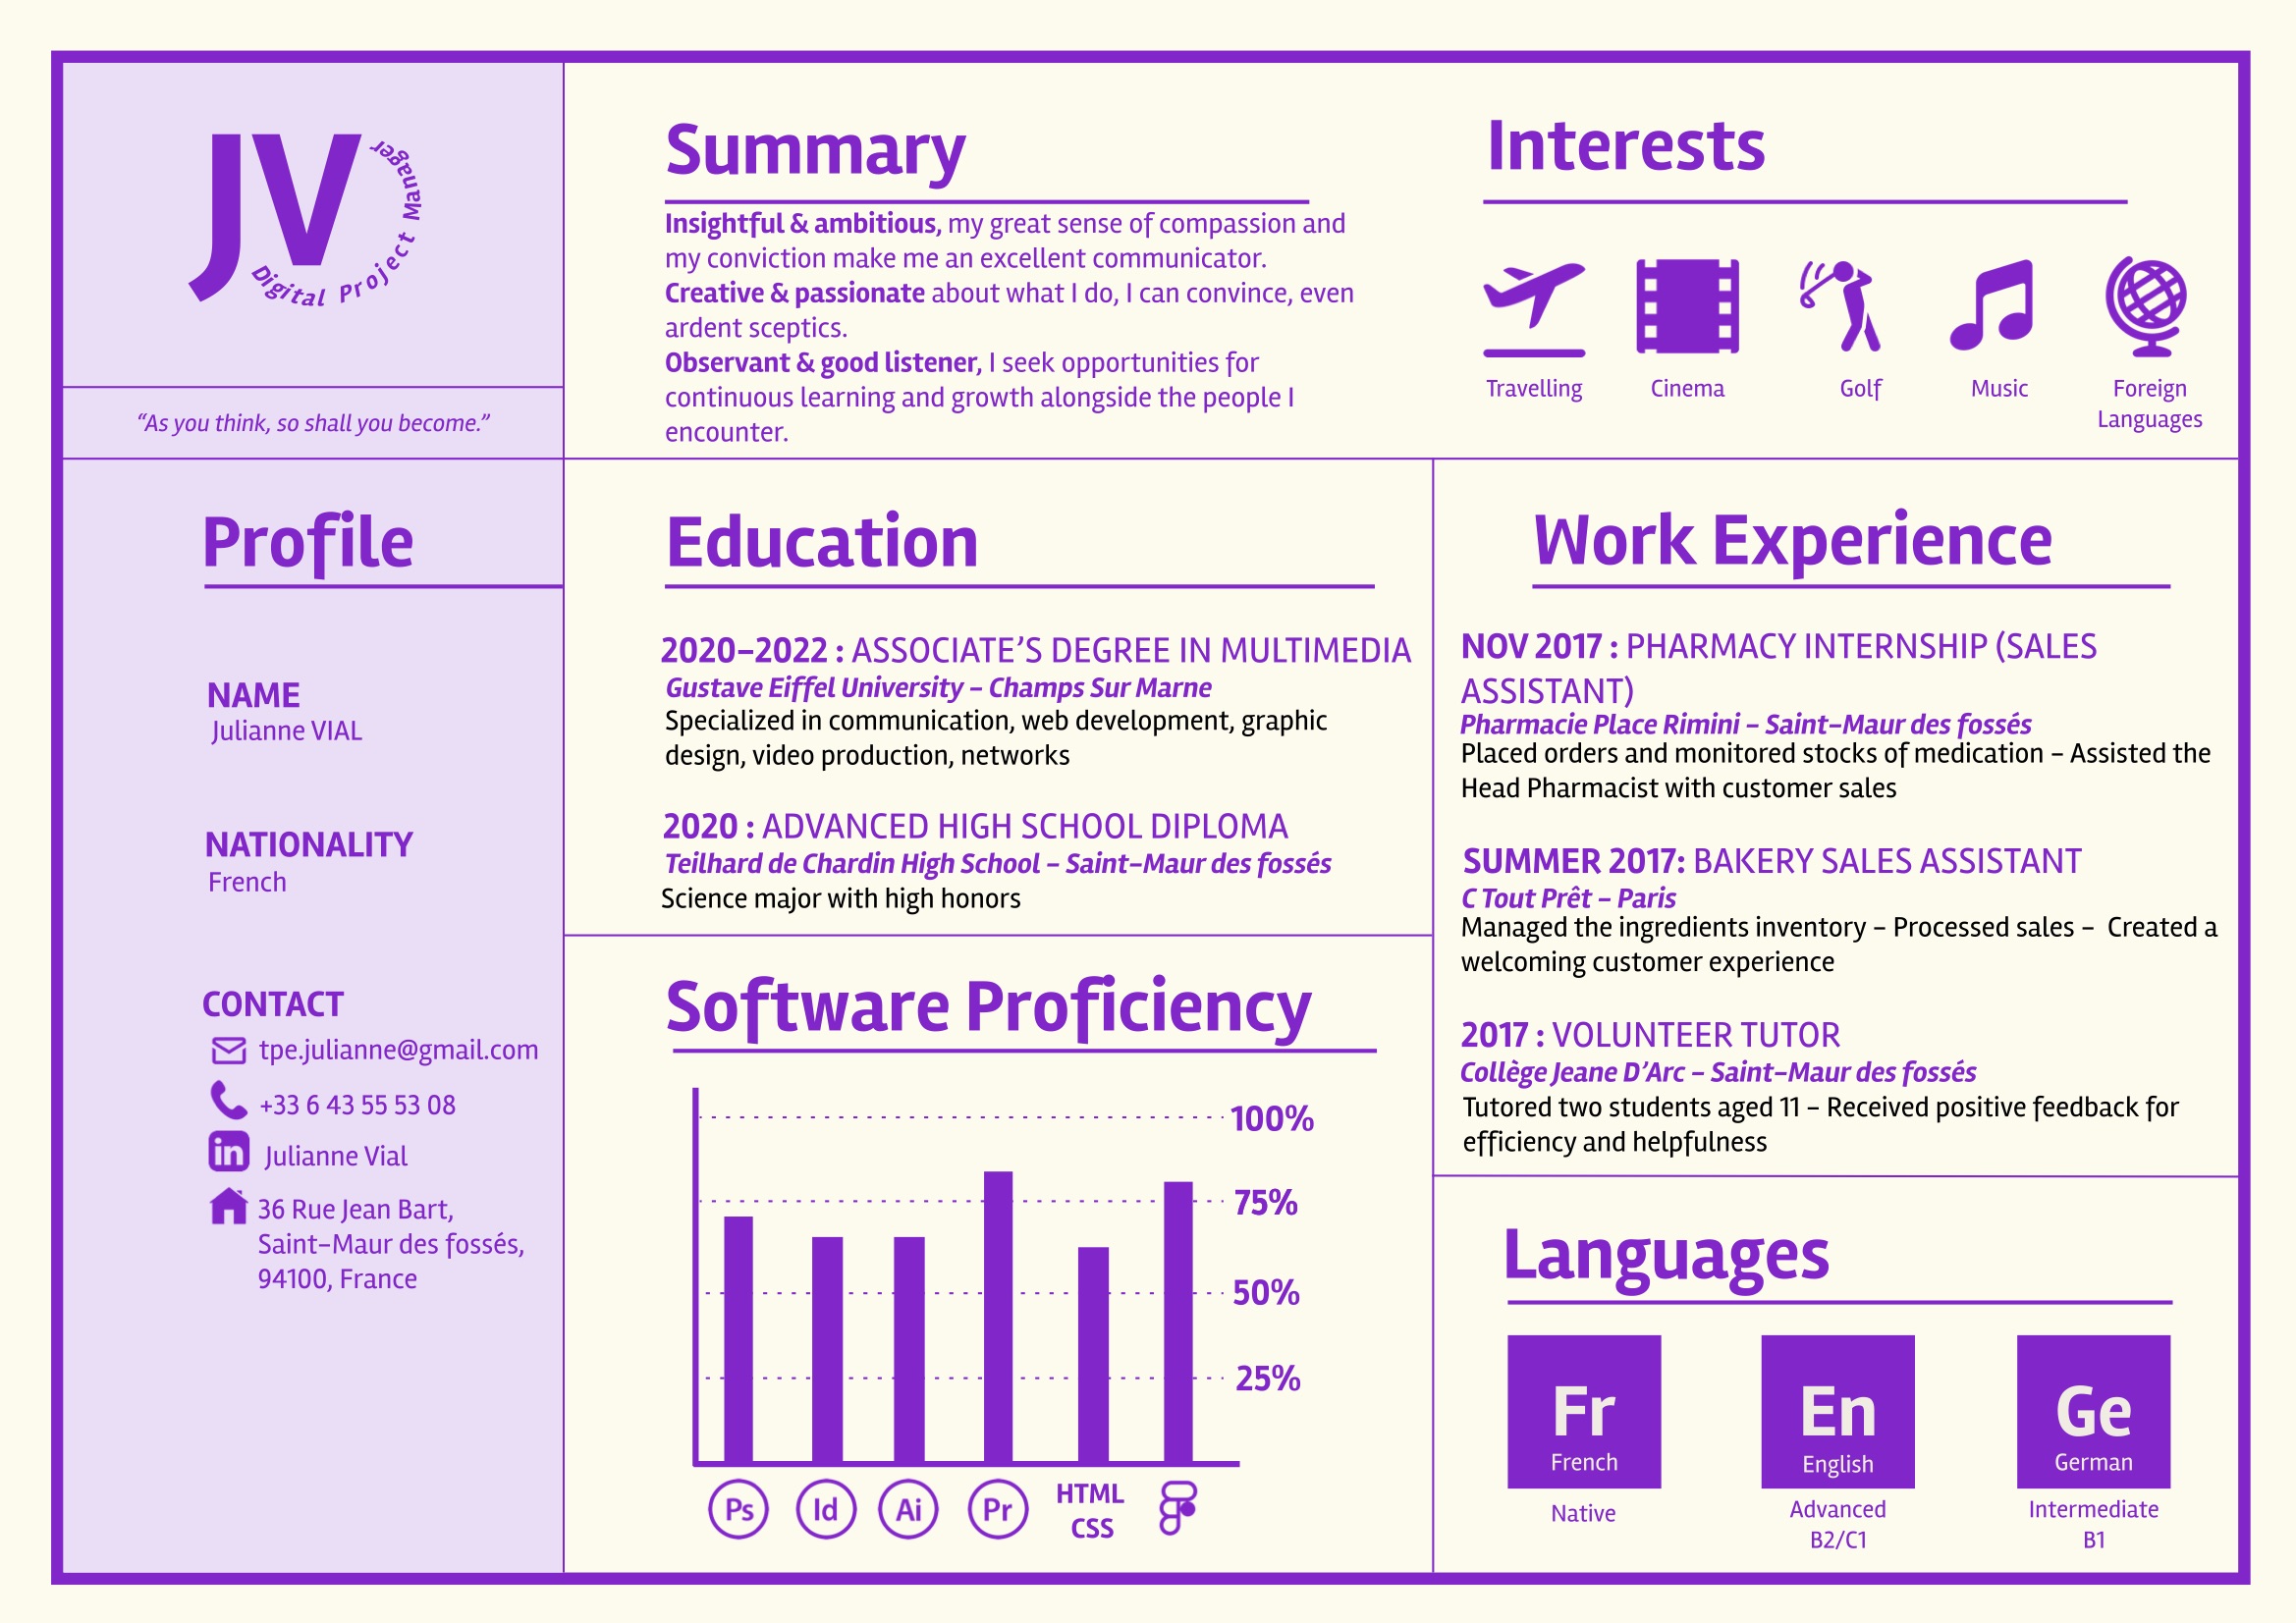 JV
Digital Project Manager
“As you think, so shall you become.”
Summary
Insightful & ambitious, my great sense of compassion and
my conviction make me an excellent communicator.
Creative & passionate about what I do, I can convince, even
ardent sceptics.
Observant & good listener, I seek opportunities for
continuous learning and growth alongside the people I
encounter.
Interests
Travelling
Cinema
Golf
Music
Foreign
Languages
Profile
NAME
Julianne VIAL
NATIONALITY
French
CONTACT
tpe.julianne@gmail.com
+33 6 43 55 53 08
in
Julianne Vial
36 Rue Jean Bart,
Saint-Maur des fossés,
94100, France
Education
2020-2022 : ASSOCIATE’S DEGREE IN MULTIMEDIA
Gustave Eiffel University - Champs Sur Marne
Specialized in communication, web development, graphic
design, video production, networks
2020 : ADVANCED HIGH SCHOOL DIPLOMA
Teilhard de Chardin High School - Saint-Maur des fossés
Science major with high honors
Software Proficiency
100%
75%
50%
25%
Ps
Id
Ai
Pr
HTML
CSS
Work Experience
NOV 2017 : PHARMACY INTERNSHIP (SALES
ASSISTANT)
Pharmacie Place Rimini - Saint-Maur des fossés
Placed orders and monitored stocks of medication - Assisted the
Head Pharmacist with customer sales
SUMMER 2017: BAKERY SALES ASSISTANT
C Tout Prêt - Paris
Managed the ingredients inventory - Processed sales - Created a
welcoming customer experience
2017 : VOLUNTEER TUTOR
Collège Jeane D’Arc - Saint-Maur des fossés
Tutored two students aged 11 - Received positive feedback for
efficiency and helpfulness
Languages
Fr
French
Native
En
English
Advanced
B2/C1
Ge
German
Intermediate
B1